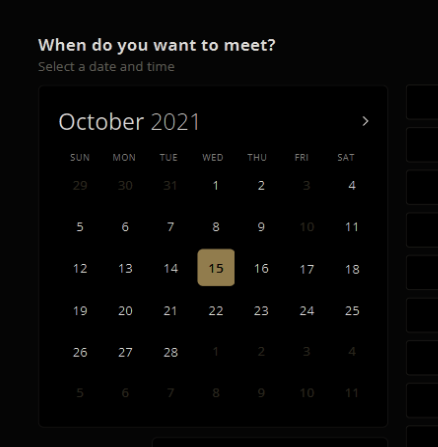 When do you want to meet?
Select a date and time
October 2021
SUN MON TUE WED THU FRI SAT
29 30 31 1 2 3 4
5 6 7 8 9 10 11
12 13 14 15 16 17 18
19 20 21 22 23 24 25
26 27 28 1 2 3 4
5 6 7 8 9 10 11